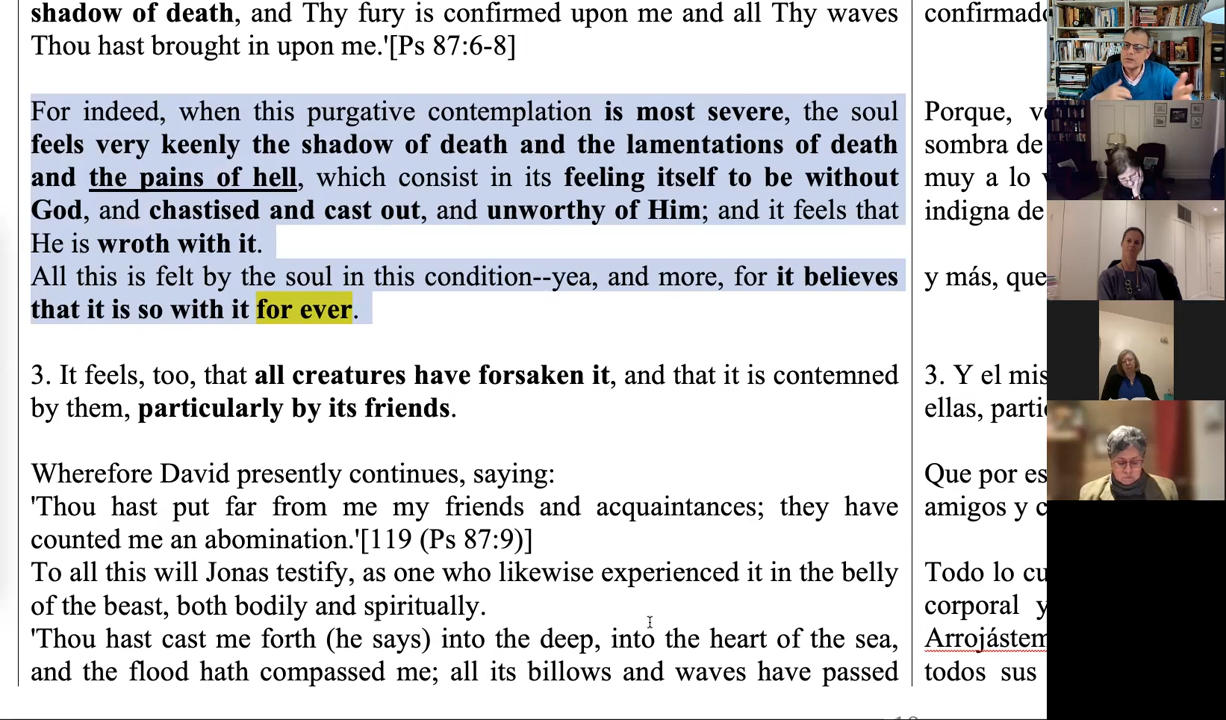 shadow of death, and Thy fury is confirmed upon me and all Thy waves
Thou hast brought in upon me.'[Ps 87:6-8]
For indeed, when this purgative contemplation is most severe, the soul
feels very keenly the shadow of death and the lamentations of death
and the pains of hell, which consist in its feeling itself to be without
God, and chastised and cast out, and unworthy of Him; and it feels that
He is wroth with it.
All this is felt by the soul in this condition--yea, and more, for it believes
that it is so with it for ever.
3. It feels, too, that all creatures have forsaken it, and that it is contemned
by them, particularly by its friends.
Wherefore David presently continues, saying:
'Thou hast put far from me my friends and acquaintances; they have
counted me an abomination.'[119 (Ps 87:9)]
To all this will Jonas testify, as one who likewise experienced it in the belly
of the beast, both bodily and spiritually.
'Thou hast cast me forth (he says) into the deep, into the heart of the sea,
and the flood hath compassed me; all its billows and waves have passed
confirmado
Porque, v
sombra de
muy a lo
indigna de
y más, que
3. Y el mis
ellas, parti
Que por es
amigos y c
Todo lo cu
corporal y
Arrojástem
todos sus